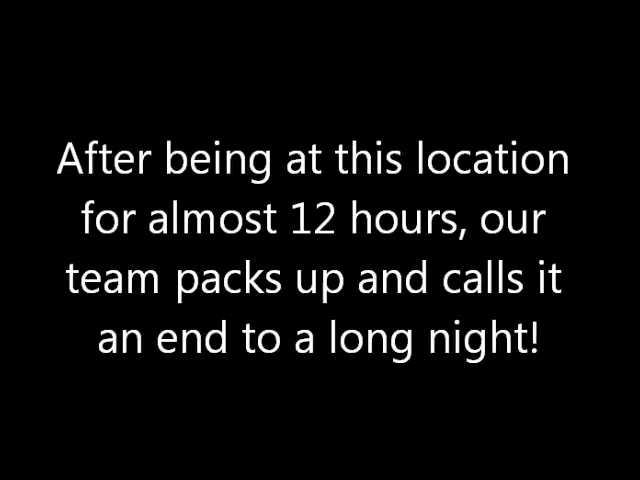 After being at this location
for almost 12 hours, our
team packs up and calls it
an end to a long night!